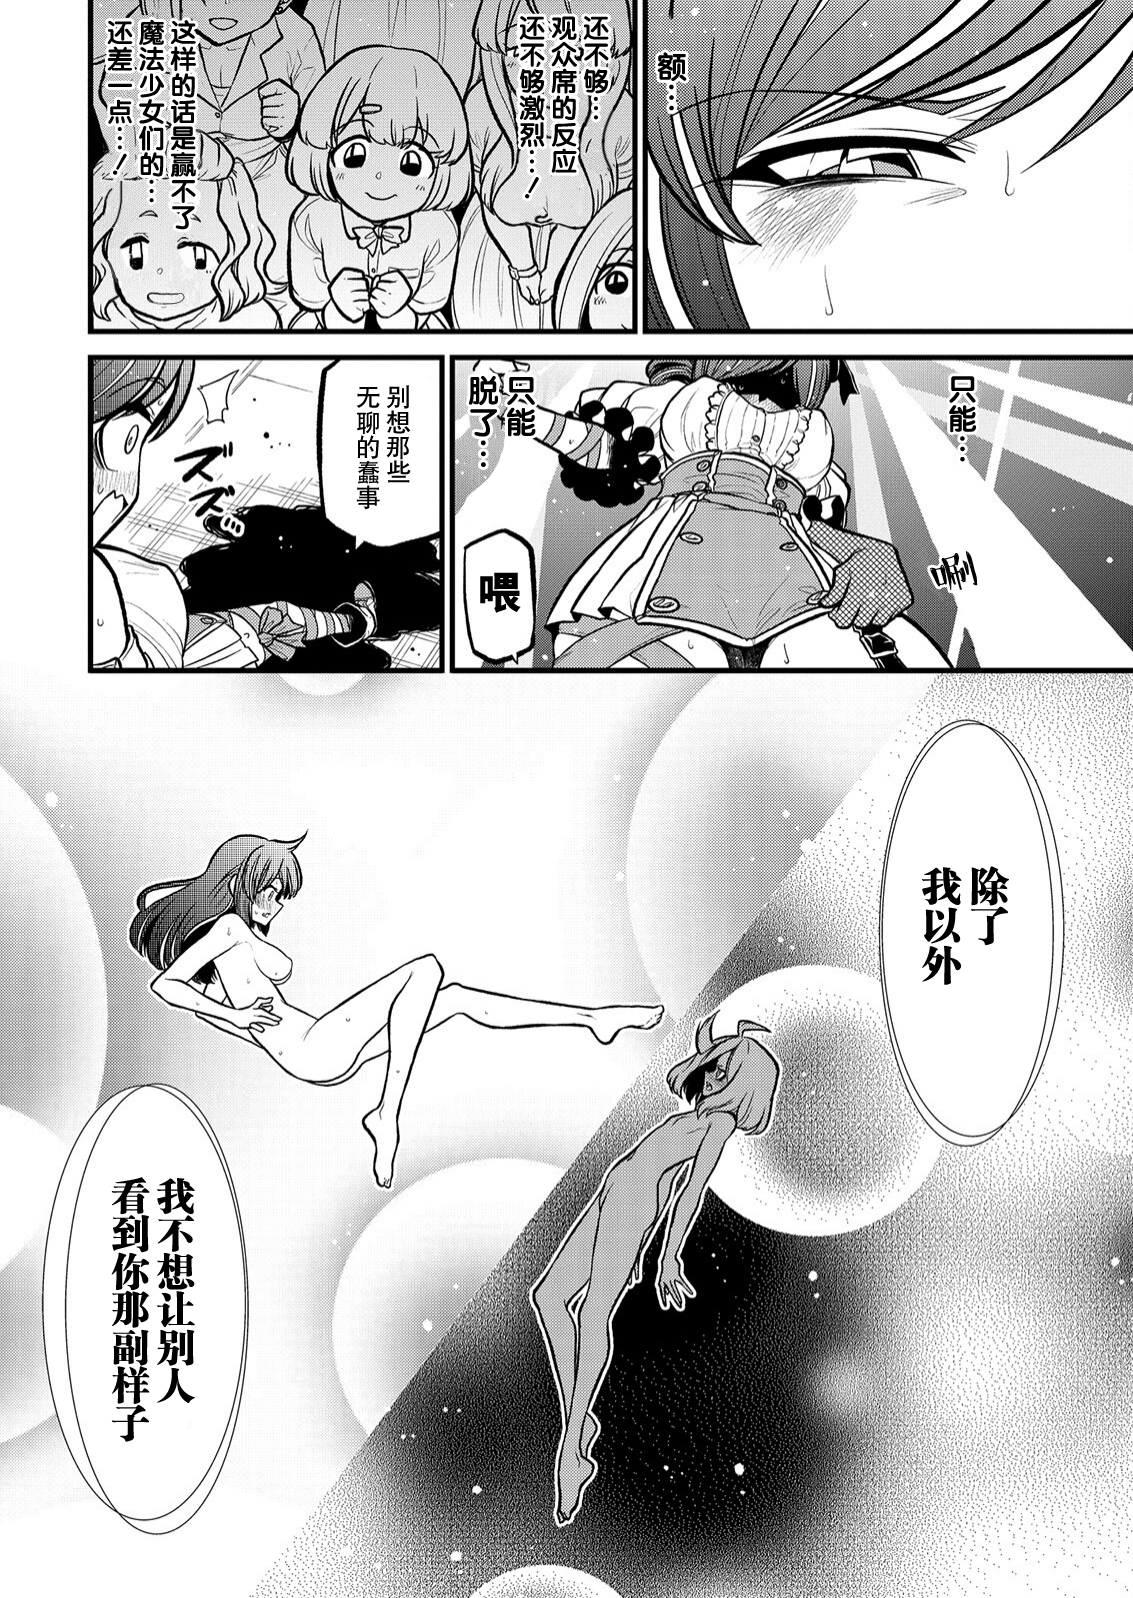 额…
还不够…
观众席的反应
还不够激烈…！
这样的话是赢不了
魔法少女们的…
还差一点…！
只能…
唰
只能
脱了…
喂
别想那些
无聊的蠢事
ズズ
ズズ…
除了
我以外
我不想让别人
看到你那副样子